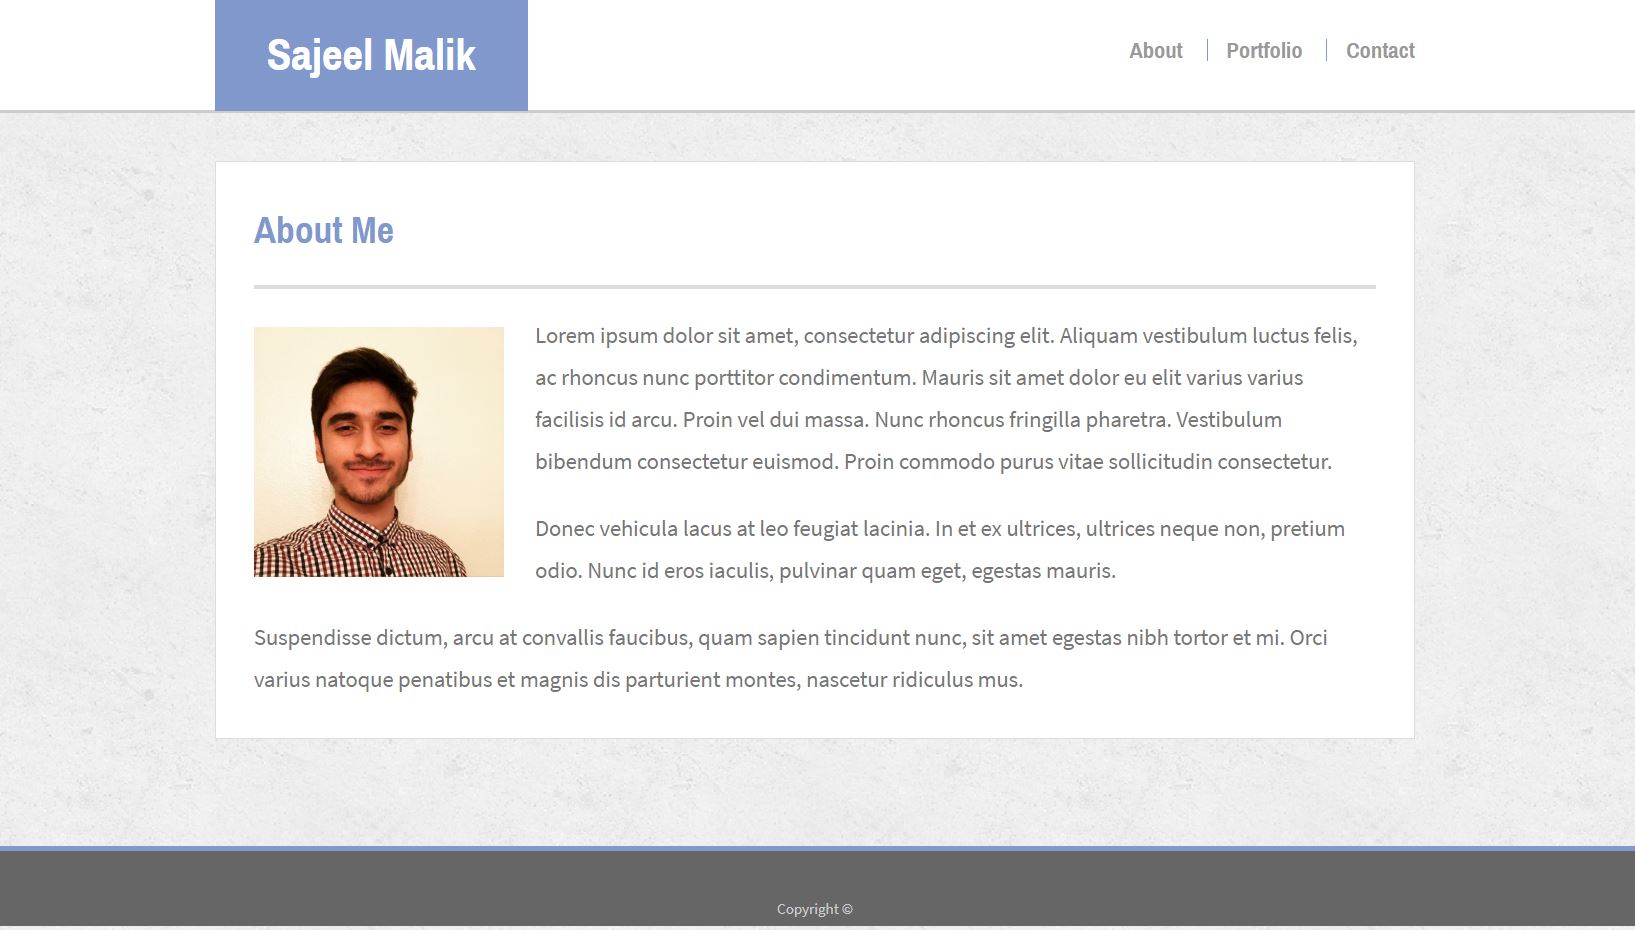 Sajeel Malik
About
Portfolio
Contact
About Me
Lorem ipsum dolor sit amet, consectetur adipiscing elit. Aliquam vestibulum luctus felis,
ac rhoncus nunc porttitor condimentum. Mauris sit amet dolor eu elit varius varius
facilisis id arcu. Proin vel dui massa. Nunc rhoncus fringilla pharetra. Vestibulum
bibendum consectetur euismod. Proin commodo purus vitae sollicitudin consectetur.
Donec vehicula lacus at leo feugiat lacinia. In et ex ultrices, ultrices neque non, pretium
odio. Nunc id eros iaculis, pulvinar quam eget, egestas mauris.
Suspendisse dictum, arcu at convallis faucibus, quam sapien tincidunt nunc, sit amet egestas nibh tortor et mi. Orci
varius natoque penatibus et magnis dis parturient montes, nascetur ridiculus mus.
Copyright ©